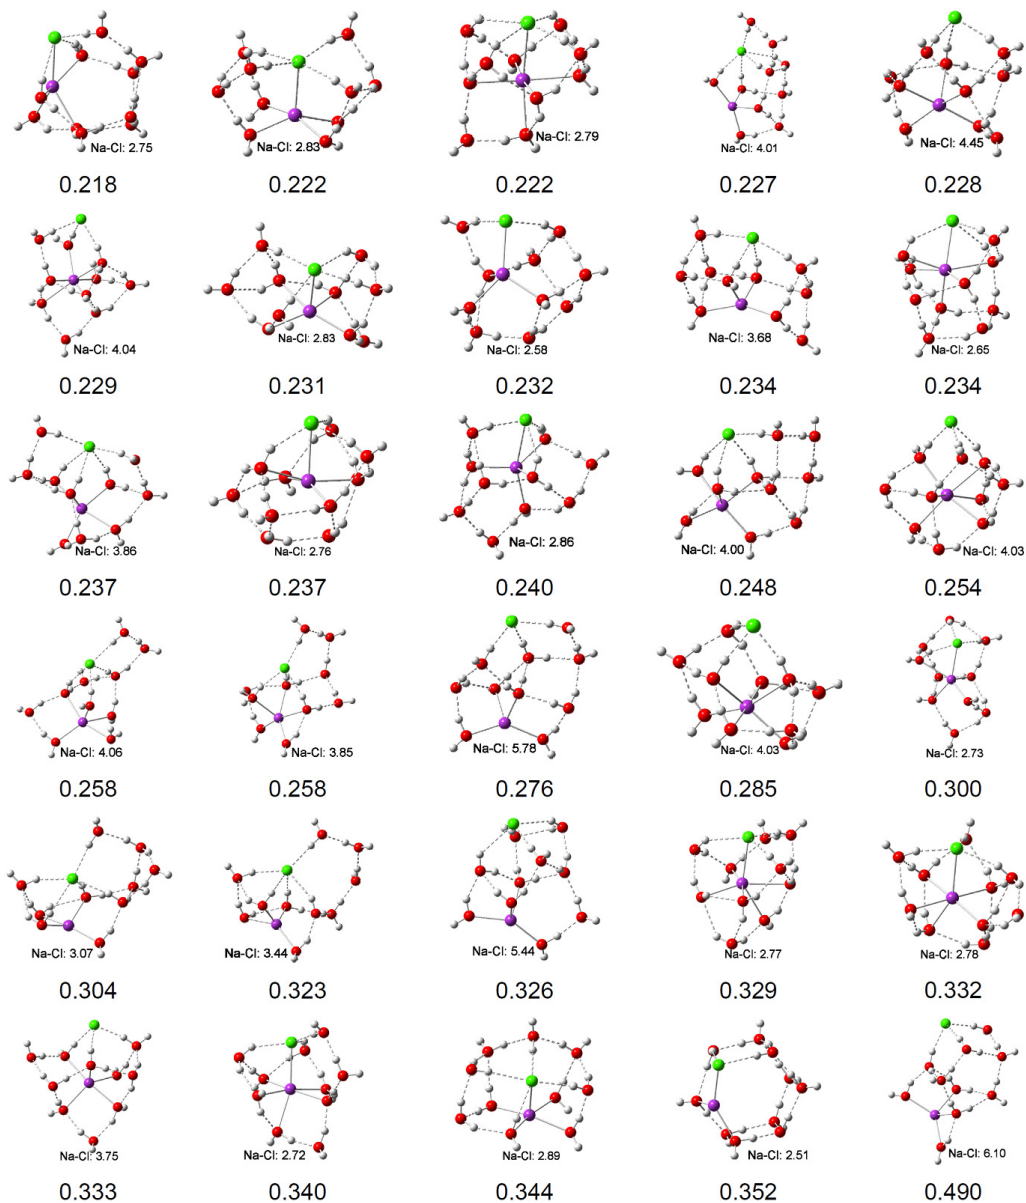 Na-Cl: 2.75
Na-Cl: 2.83
Na-Cl: 2.79
Na-Cl: 4.01
Na-Cl: 4.45
0.218
0.222
0.222
0.227
0.228
Na-Cl: 4.04
Na-Cl: 2.83
Na-Cl: 2.58
Na-Cl: 3.68
Na-Cl: 2.65
0.229
0.231
0.232
0.234
0.234
Na-Cl: 3.86
Na-Cl: 2.76
Na-Cl: 2.86
Na-Cl: 4.00
Na-Cl: 4.03
0.237
0.237
0.240
0.248
0.254
Na-Cl: 4.06
Na-Cl: 3.85
Na-Cl: 5.78
Na-Cl: 4.03
Na-Cl: 2.73
0.258
0.258
0.276
0.285
0.300
Na-Cl: 3.07
Na-Cl: 3.44
Na-Cl: 5.44
Na-Cl: 2.77
Na-Cl: 2.78
0.304
0.323
0.326
0.329
0.332
Na-Cl: 3.75
Na-Cl: 2.72
Na-Cl: 2.89
Na-Cl: 2.51
Na-Cl: 6.10
0.333
0.340
0.344
0.352
0.490